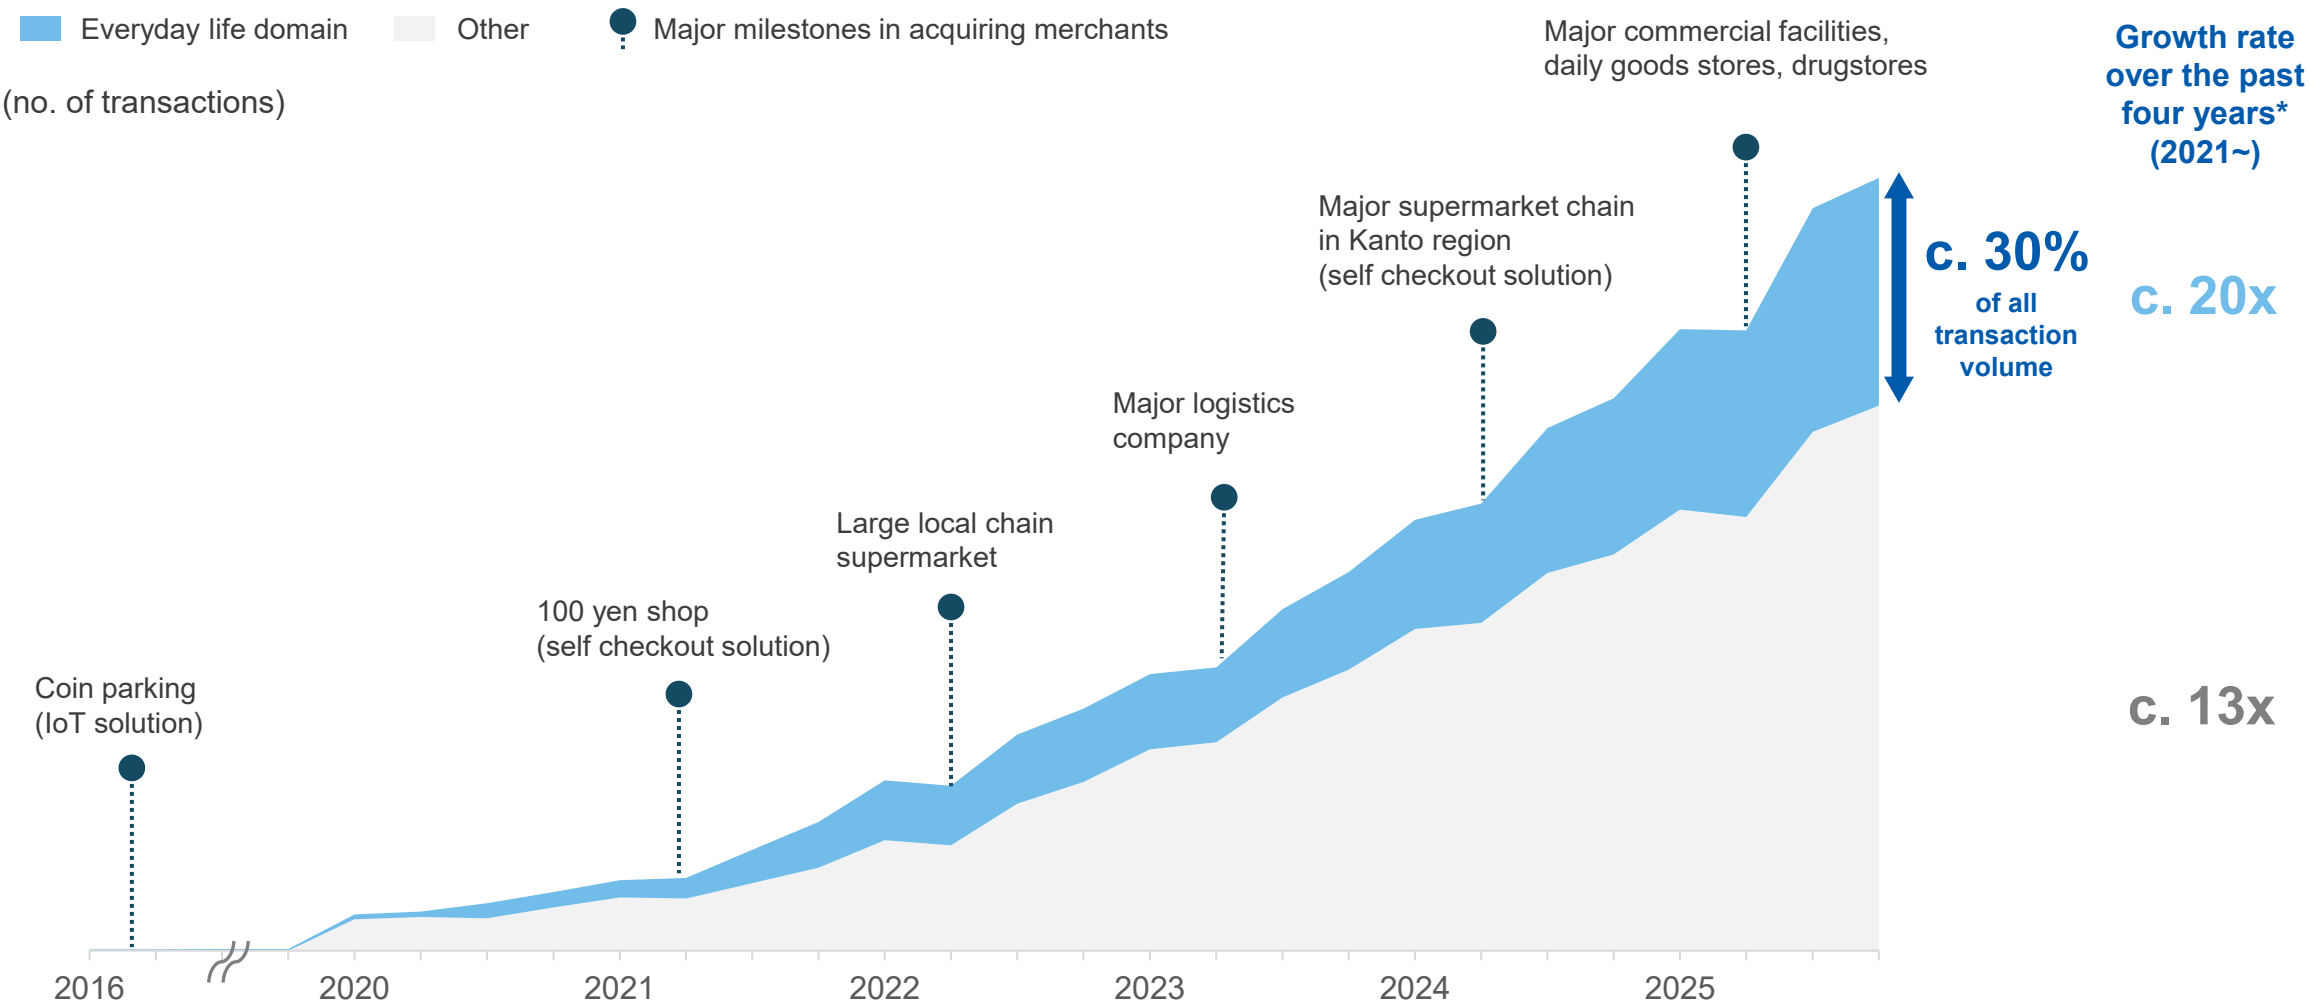 Everyday life domain
Other
Major milestones in acquiring merchants
(no. of transactions)
Major commercial facilities,
daily goods stores, drugstores
Growth rate
over the past
four years*
(2021~)
Major supermarket chain
in Kanto region
(self checkout solution)
c. 30%
of all
transaction
volume
c. 20x
Major logistics
company
Large local chain
supermarket
100 yen shop
(self checkout solution)
Coin parking
(IoT solution)
c. 13x
2016
2020
2021
2022
2023
2024
2025